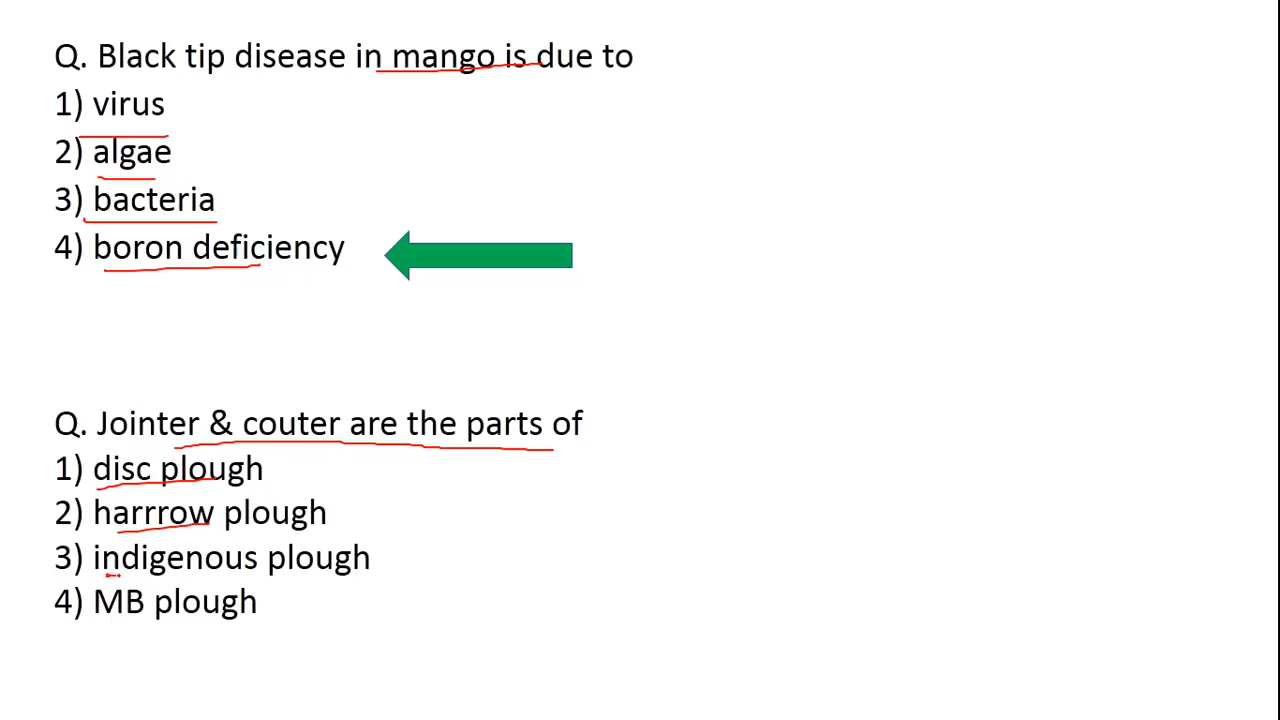 Q. Black tip disease in mango is due to
1) virus
2) algae
3) bacteria
4) boron deficiency
Q. Jointer & couter are the parts of
1) disc plough
2) harrrow plough
3) indigenous plough
4) MB plough